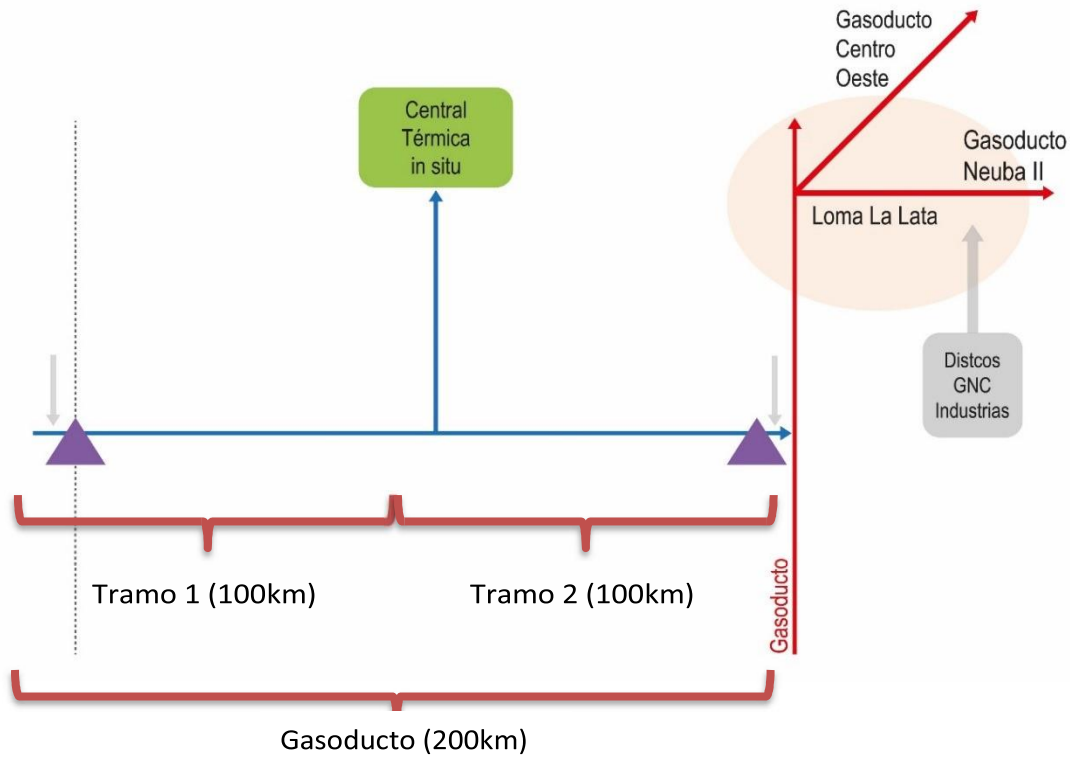 Gasoducto
Centro
Oeste
Central
Térmica
in situ
Gasoducto
Neuba II
Loma La Lata
Distcos
GNC
Industrias
Gasoducto
Tramo 1 (100km)
Tramo 2 (100km)
Gasoducto (200km)